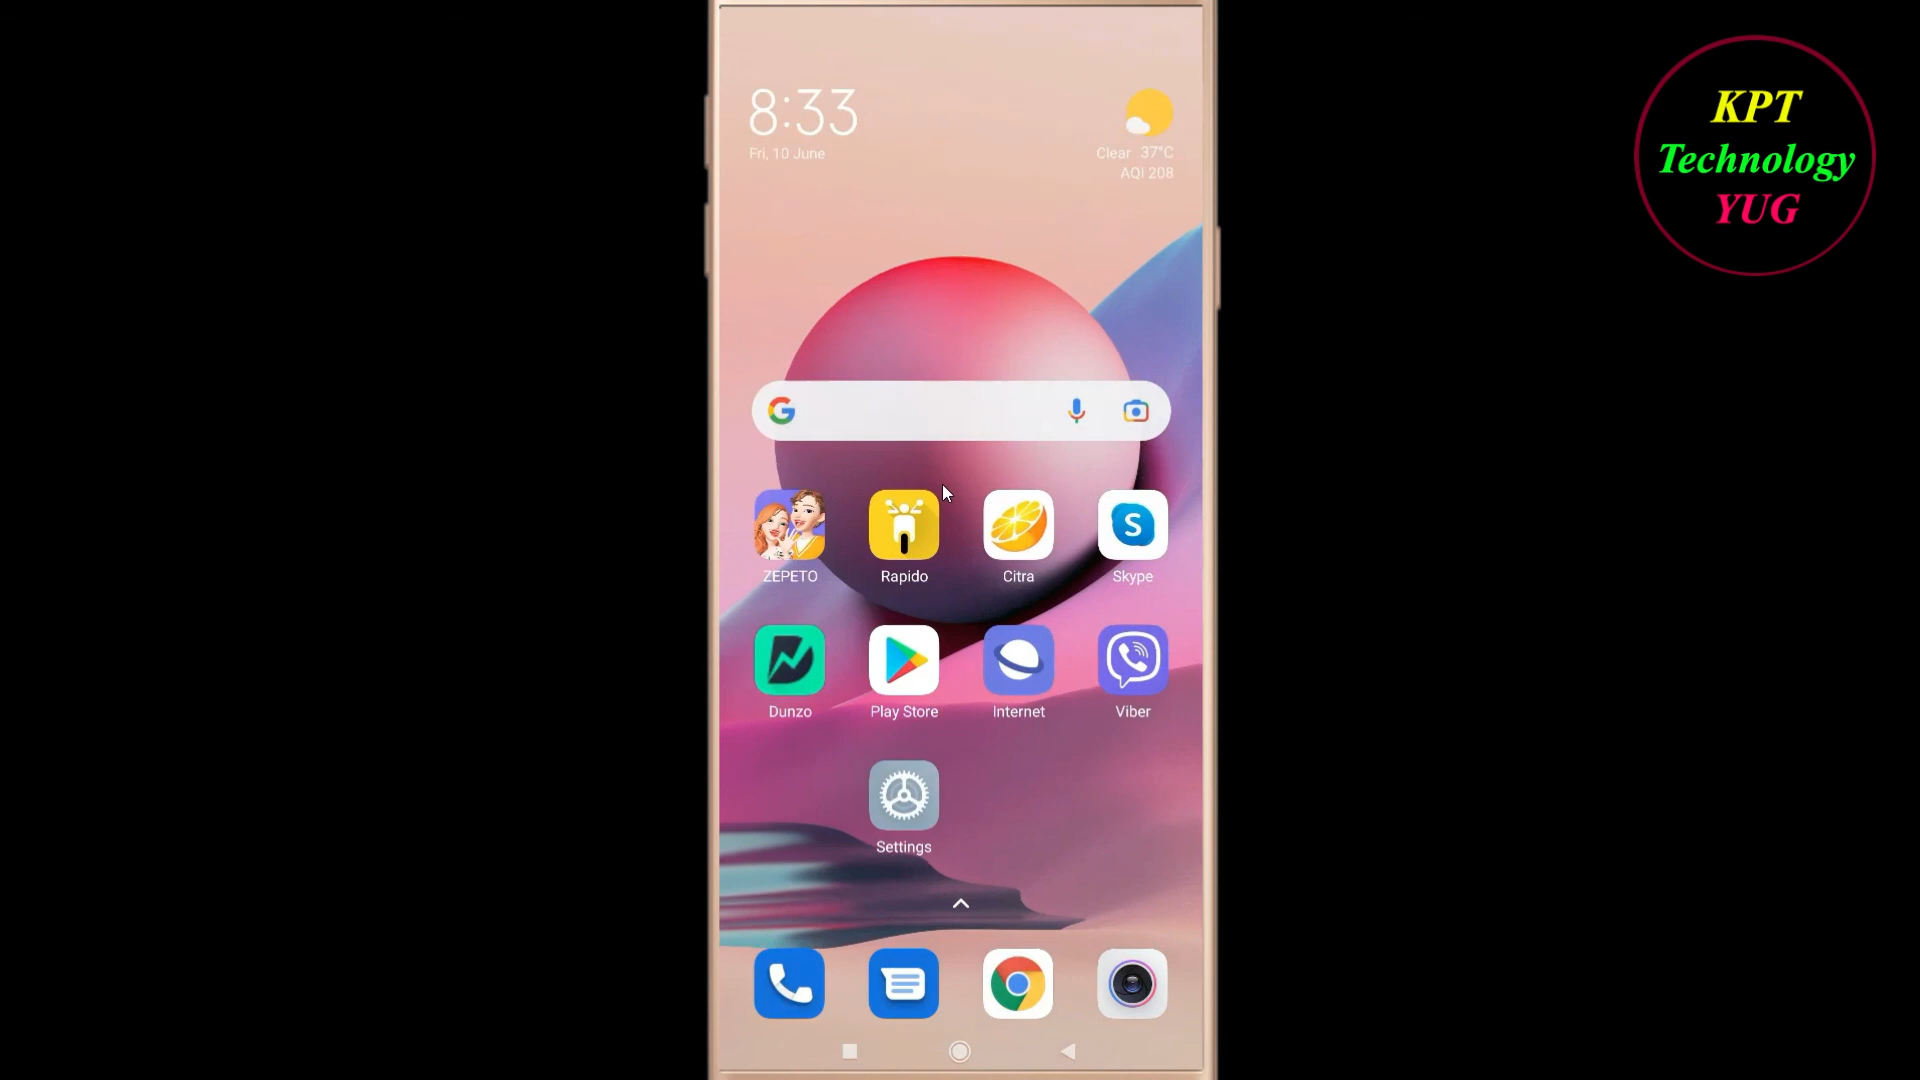 8:33
Fri, 10 June
Clear 37°C
AQI 208
KPT
Technology
YUG
ZEPETO
Rapido
Citra
Skype
Dunzo
Play Store
Internet
Viber
Settings